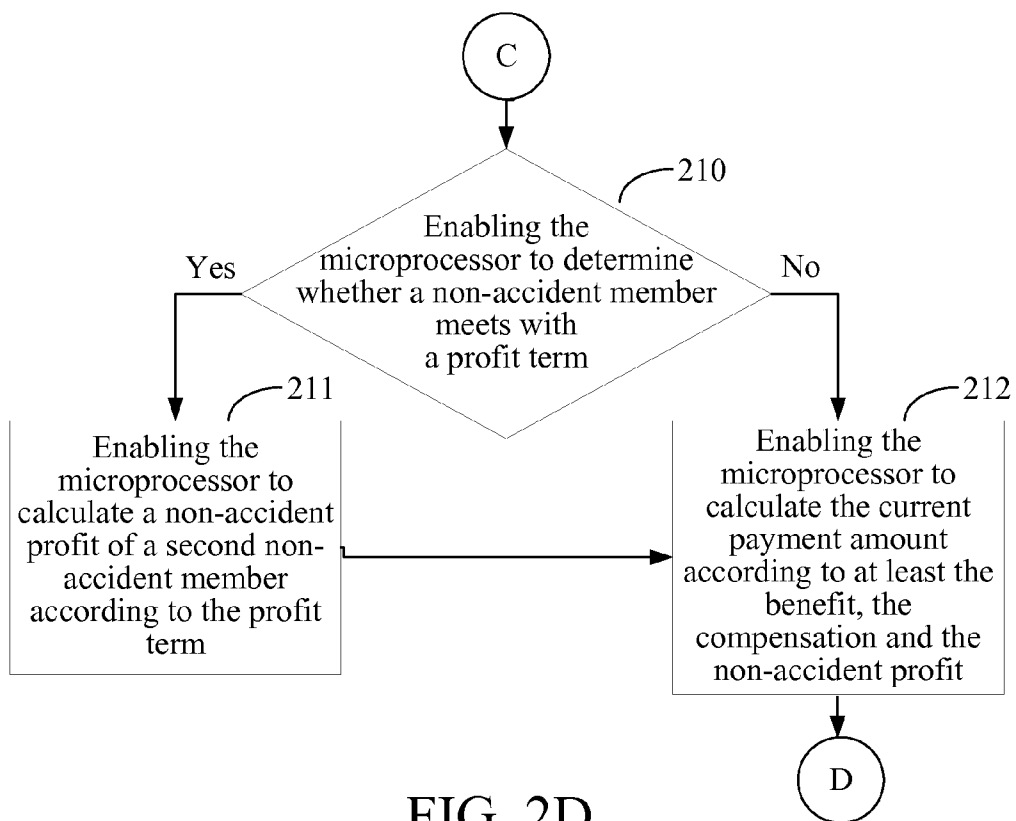 C
210
Enabling the
microprocessor to determine
whether a non-accident member
meets with
a profit term
Yes
No
211
Enabling the
microprocessor to
calculate a non-accident
profit of a second non-
accident member
according to the profit
term
212
Enabling the
microprocessor to
calculate the current
payment amount
according to at least the
benefit, the
compensation and the
non-accident profit
D
FIG. 2D